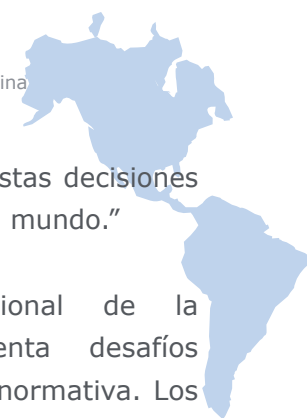 ina
stas decisiones
mundo.”
ional de la
enta desafíos
normativa. Los